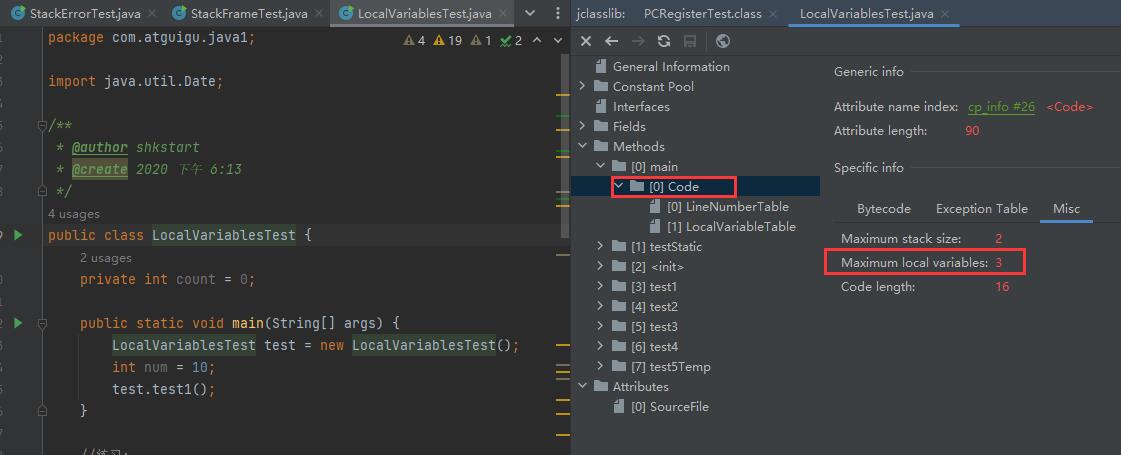 StackErrorTest.java
StackFrameTest.java
LocalVariablesTest.java
package com.atguigu.java1;
4 19 1 2
import java.util.Date;
/**
* @author shkstart
* @create 2020 下午 6:13
*/
4 usages
public class LocalVariablesTest {
2 usages
private int count = 0;
public static void main(String[] args) {
LocalVariablesTest test = new LocalVariablesTest();
int num = 10;
test.test1();
}
jclasslib:
PCRegisterTest.class
LocalVariablesTest.java
General Information
Constant Pool
Interfaces
Fields
Methods
[0] main
[0] Code
[0] LineNumberTable
[1] LocalVariableTable
[1] testStatic
[2] <init>
[3] test1
[4] test2
[5] test3
[6] test4
[7] test5Temp
Attributes
[0] SourceFile
Generic info
Attribute name index: cp_info #26 <Code>
Attribute length: 90
Specific info
Bytecode Exception Table Misc
Maximum stack size: 2
Maximum local variables: 3
Code length: 16